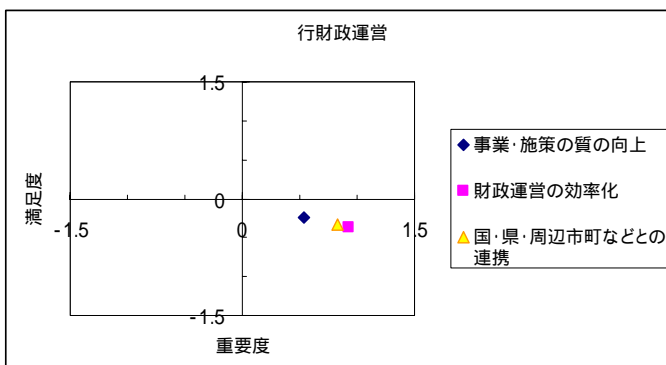 行財政運営
1.5
満足度
0
-1.5
0
1.5
-1.5
重要度
事業・施策の質の向上
財政運営の効率化
国・県・周辺市町などとの
連携